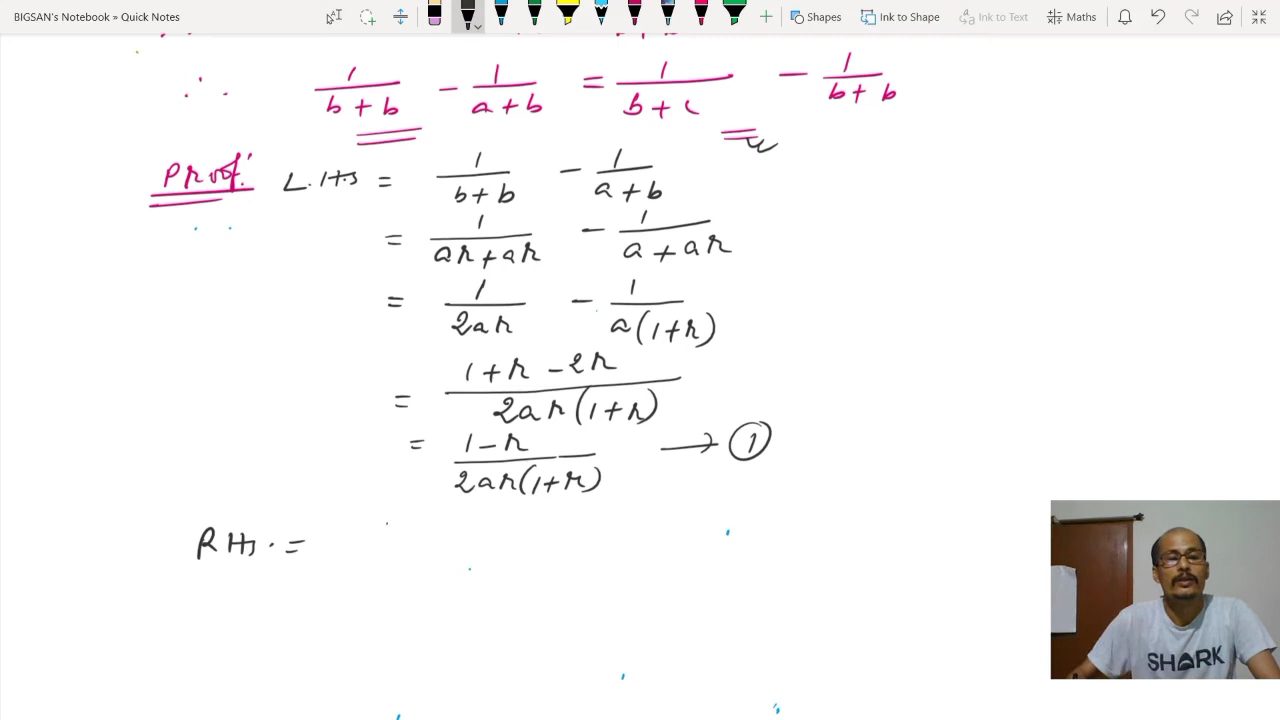 BIGSAN's Notebook » Quick Notes
Shapes Ink to Shape Ink to Text Maths
∴ 1/(b+b) - 1/(a+b) = 1/(b+c) - 1/(b+b)
Proof: L.H.S = 1/(b+b) - 1/(a+b)
= 1/(ar+ar) - 1/(a+ar)
= 1/(2ar) - 1/(a(1+r))
= (1+r-2r)/(2ar(1+r))
= (1-r)/(2ar(1+r)) → ①
RHS. =
SHARK